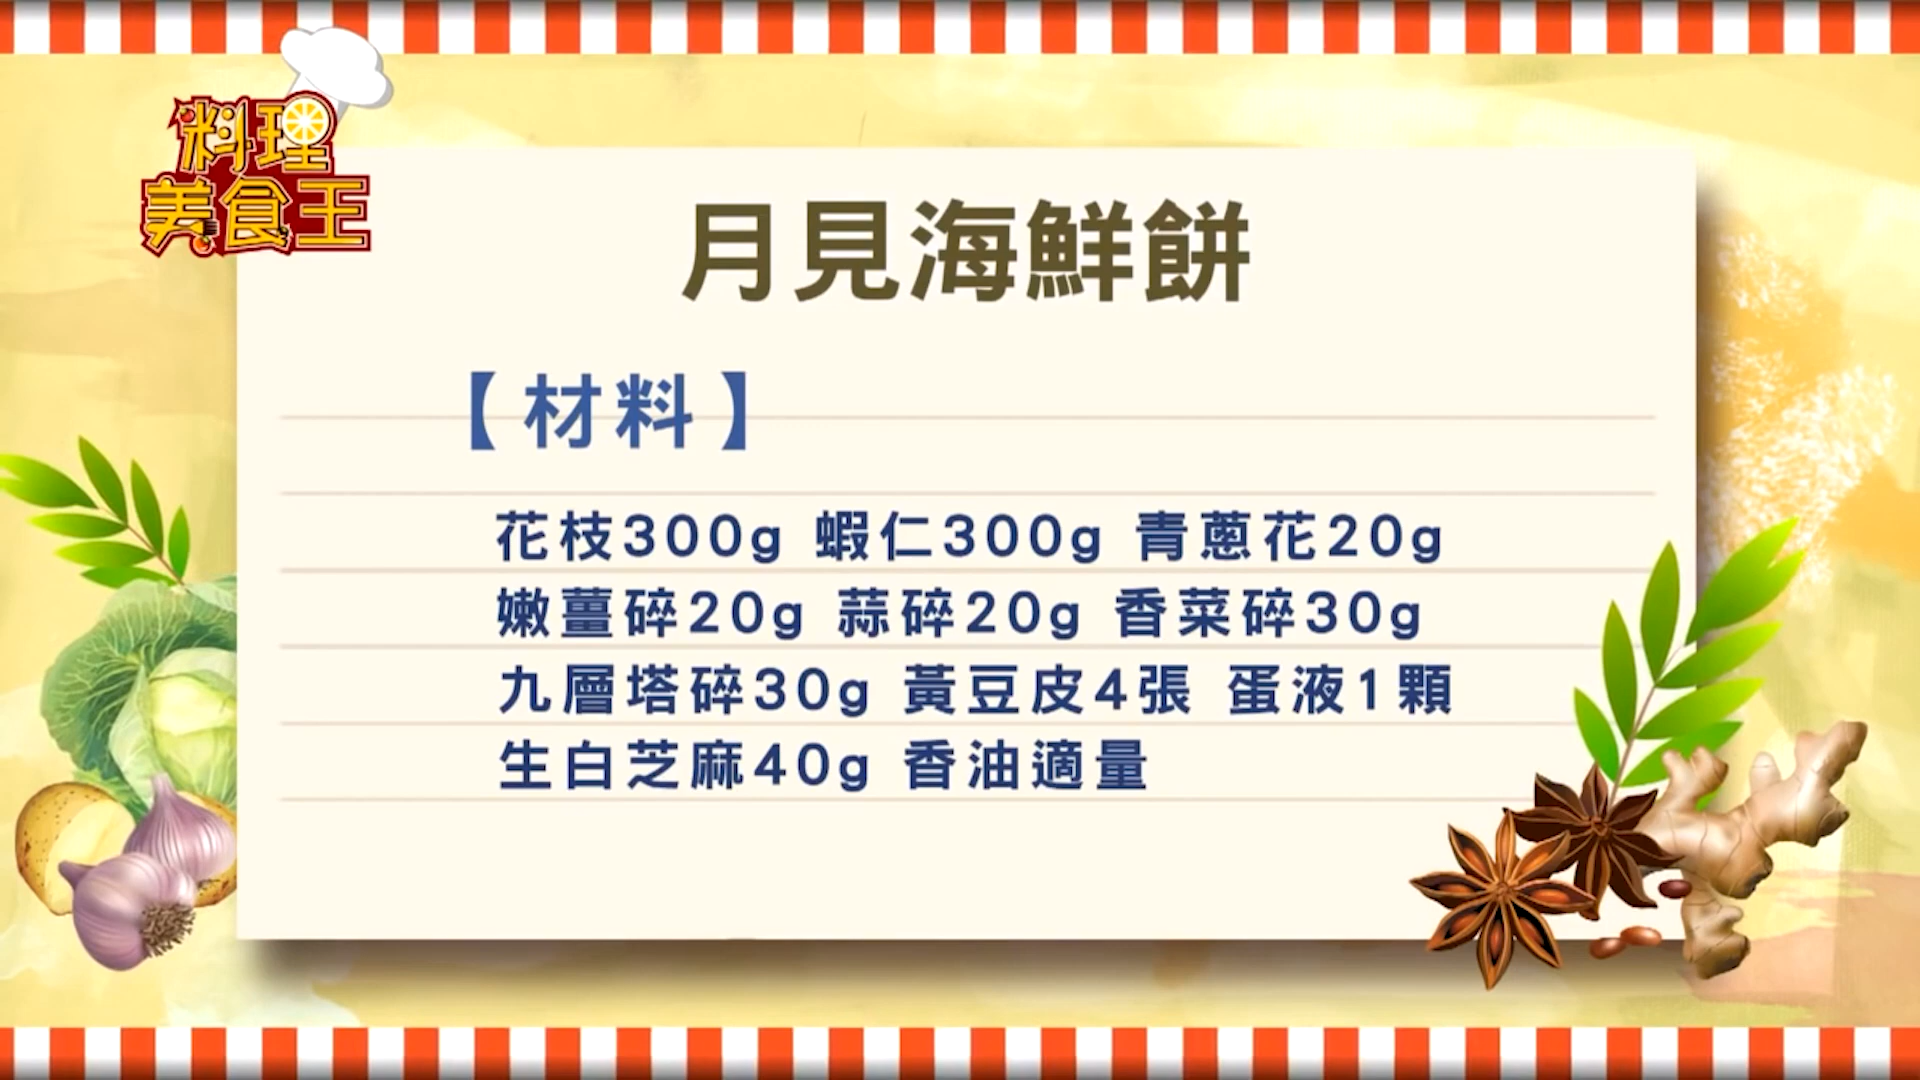 料理
美食王
月見海鮮餅
【材料】
花枝300g 蝦仁300g 青蔥花20g
嫩薑碎20g 蒜碎20g 香菜碎30g
九層塔碎30g 黃豆皮4張 蛋液1顆
生白芝麻40g 香油適量